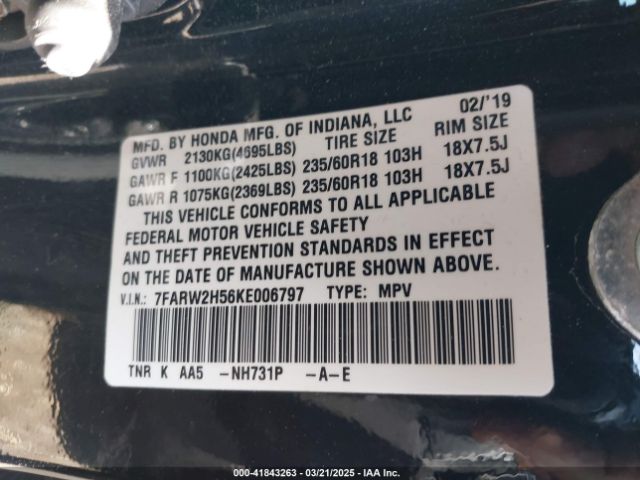 MFD. BY HONDA MFG. OF INDIANA, LLC 02/'19
GVWR 2130KG(4695LBS) TIRE SIZE RIM SIZE
GAWR F 1100KG(2425LBS) 235/60R18 103H 18X7.5J
GAWR R 1075KG(2369LBS) 235/60R18 103H 18X7.5J
THIS VEHICLE CONFORMS TO ALL APPLICABLE
FEDERAL MOTOR VEHICLE SAFETY
AND THEFT PREVENTION STANDARDS IN EFFECT
ON THE DATE OF MANUFACTURE SHOWN ABOVE.
V.I.N.: 7FARW2H56KE006797 TYPE: MPV
TNR K AA5 -NH731P -A-E
000-41843263 - 03/21/2025 - IAA Inc.